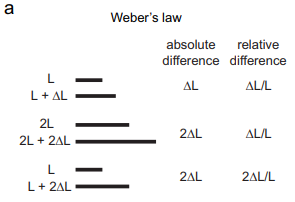 a
Weber's law
absolute difference
relative difference
L
L + ΔL
ΔL
ΔL/L
2L
2L + 2ΔL
2ΔL
ΔL/L
L
L + 2ΔL
2ΔL
2ΔL/L